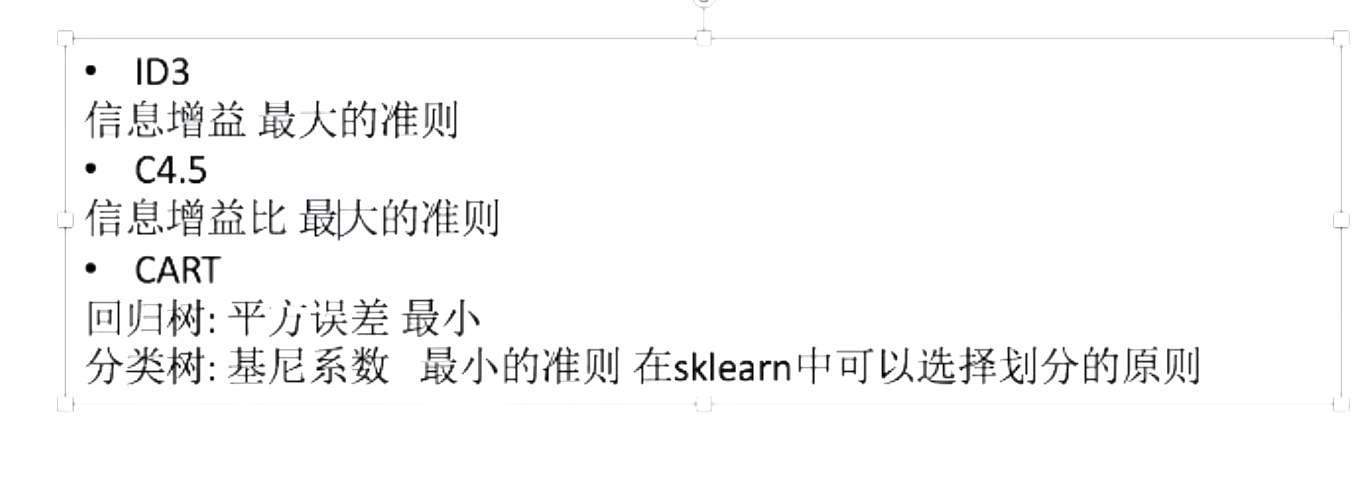 • ID3
信息增益 最大的准则
• C4.5
信息增益比 最大的准则
• CART
回归树: 平方误差 最小
分类树: 基尼系数   最小的准则 在sklearn中可以选择划分的原则